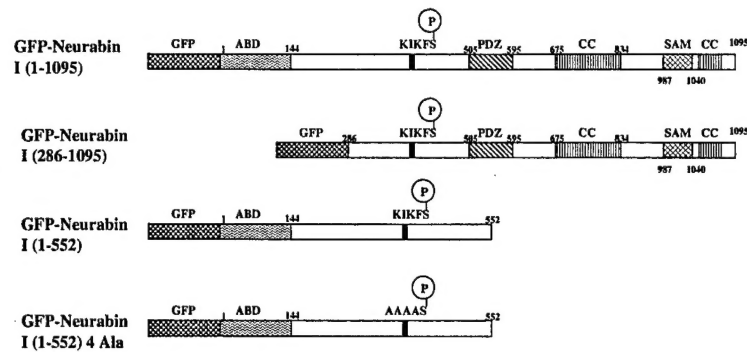 P
GFP-Neurabin I (1-1095)
GFP 1 ABD 144 KIKFS 505 PDZ 595 675 CC 834 SAM CC 1095
987 1040
P
GFP-Neurabin I (286-1095)
GFP 286 KIKFS 505 PDZ 595 675 CC 834 SAM CC 1095
987 1040
P
GFP-Neurabin I (1-552)
GFP 1 ABD 144 KIKFS 552
P
GFP-Neurabin I (1-552) 4 Ala
GFP 1 ABD 144 AAAAS 552